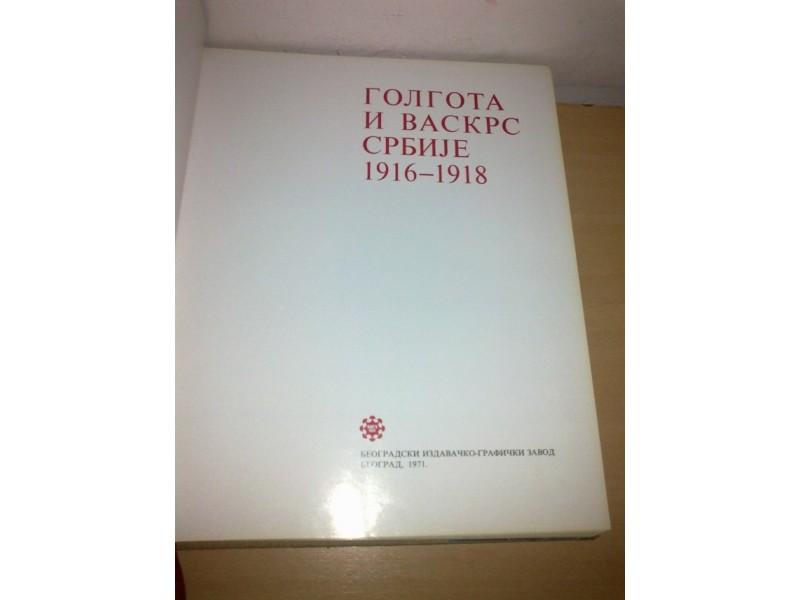 ГОЛГОТА
И ВАСКРС
СРБИЈЕ
1916–1918
БЕОГРАДСКИ ИЗДАВАЧКО-ГРАФИЧКИ ЗАВОД
БЕОГРАД, 1971.